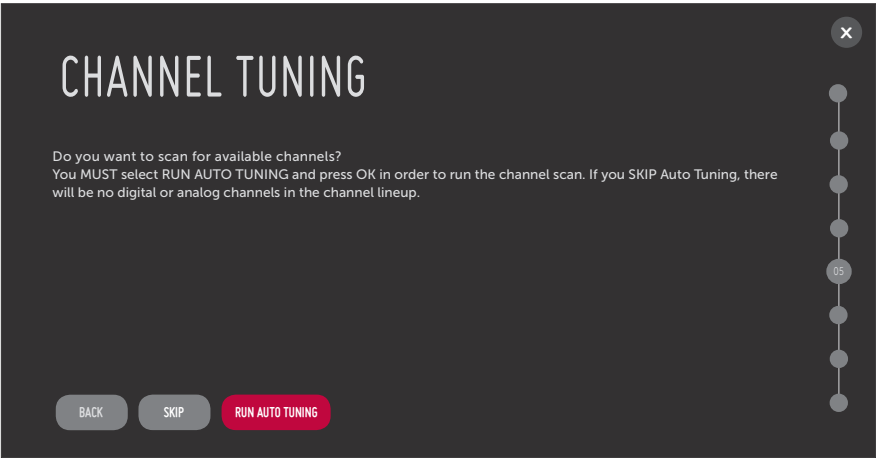 X
CHANNEL TUNING
Do you want to scan for available channels?
You MUST select RUN AUTO TUNING and press OK in order to run the channel scan. If you SKIP Auto Tuning, there
will be no digital or analog channels in the channel lineup.
05
BACK
SKIP
RUN AUTO TUNING